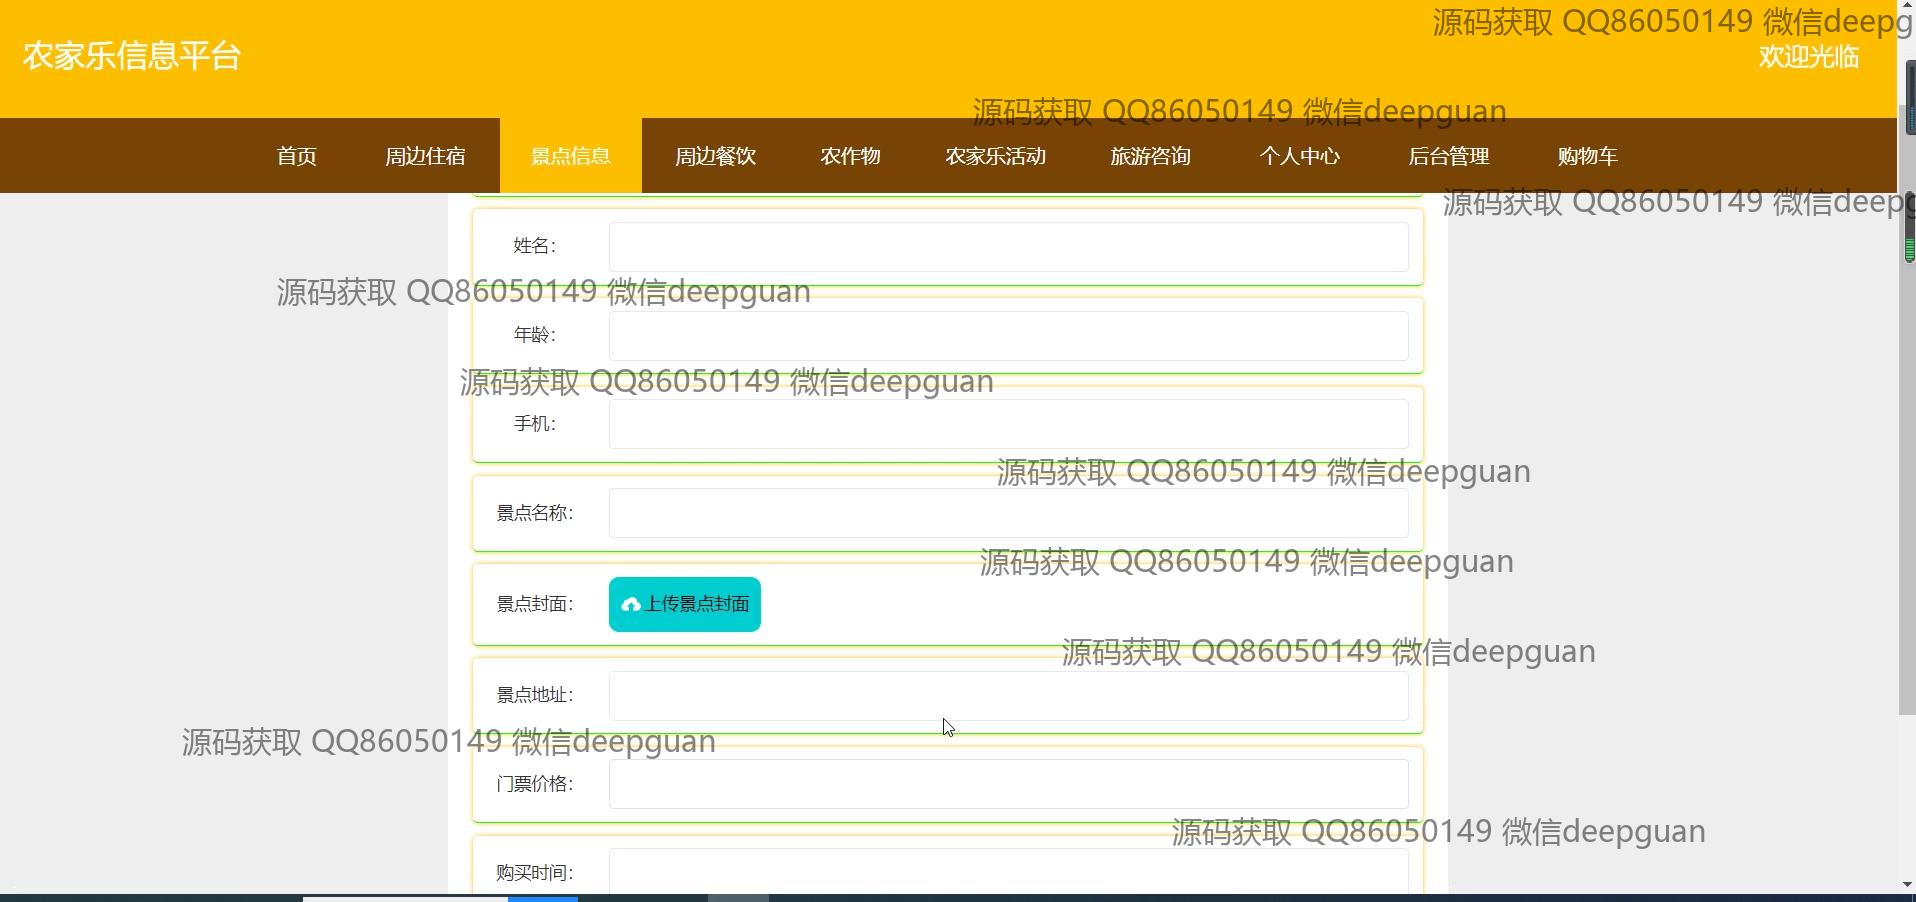 源码获取 QQ86050149 微信deepg
农家乐信息平台
欢迎光临
源码获取 QQ86050149 微信deepguan
首页 周边住宿 景点信息 周边餐饮 农作物 农家乐活动 旅游咨询 个人中心 后台管理 购物车
源码获取 QQ86050149 微信deepg
姓名：
源码获取 QQ86050149 微信deepguan
年龄：
源码获取 QQ86050149 微信deepguan
手机：
源码获取 QQ86050149 微信deepguan
景点名称：
源码获取 QQ86050149 微信deepguan
景点封面： 上传景点封面
源码获取 QQ86050149 微信deepguan
景点地址：
源码获取 QQ86050149 微信deepguan
门票价格：
源码获取 QQ86050149 微信deepguan
购买时间：